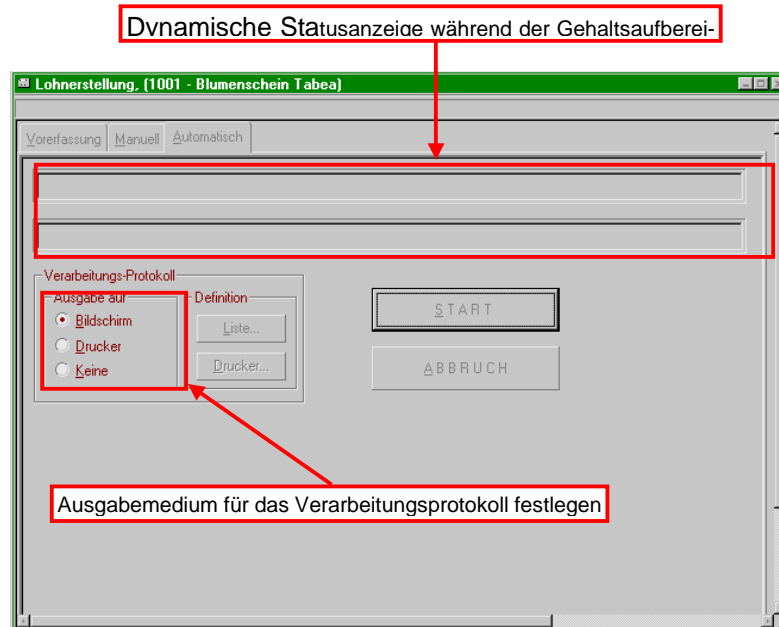 Dynamische Statusanzeige während der Gehaltsaufberei-
Lohnerstellung, (1001 - Blumenschein Tabea)
Vorerfassung Manuell Automatisch
Verarbeitungs-Protokoll
Ausgabe auf Definition
Bildschirm
Drucker
Keine
Liste...
Drucker...
START
ABBRUCH
Ausgabemedium für das Verarbeitungsprotokoll festlegen